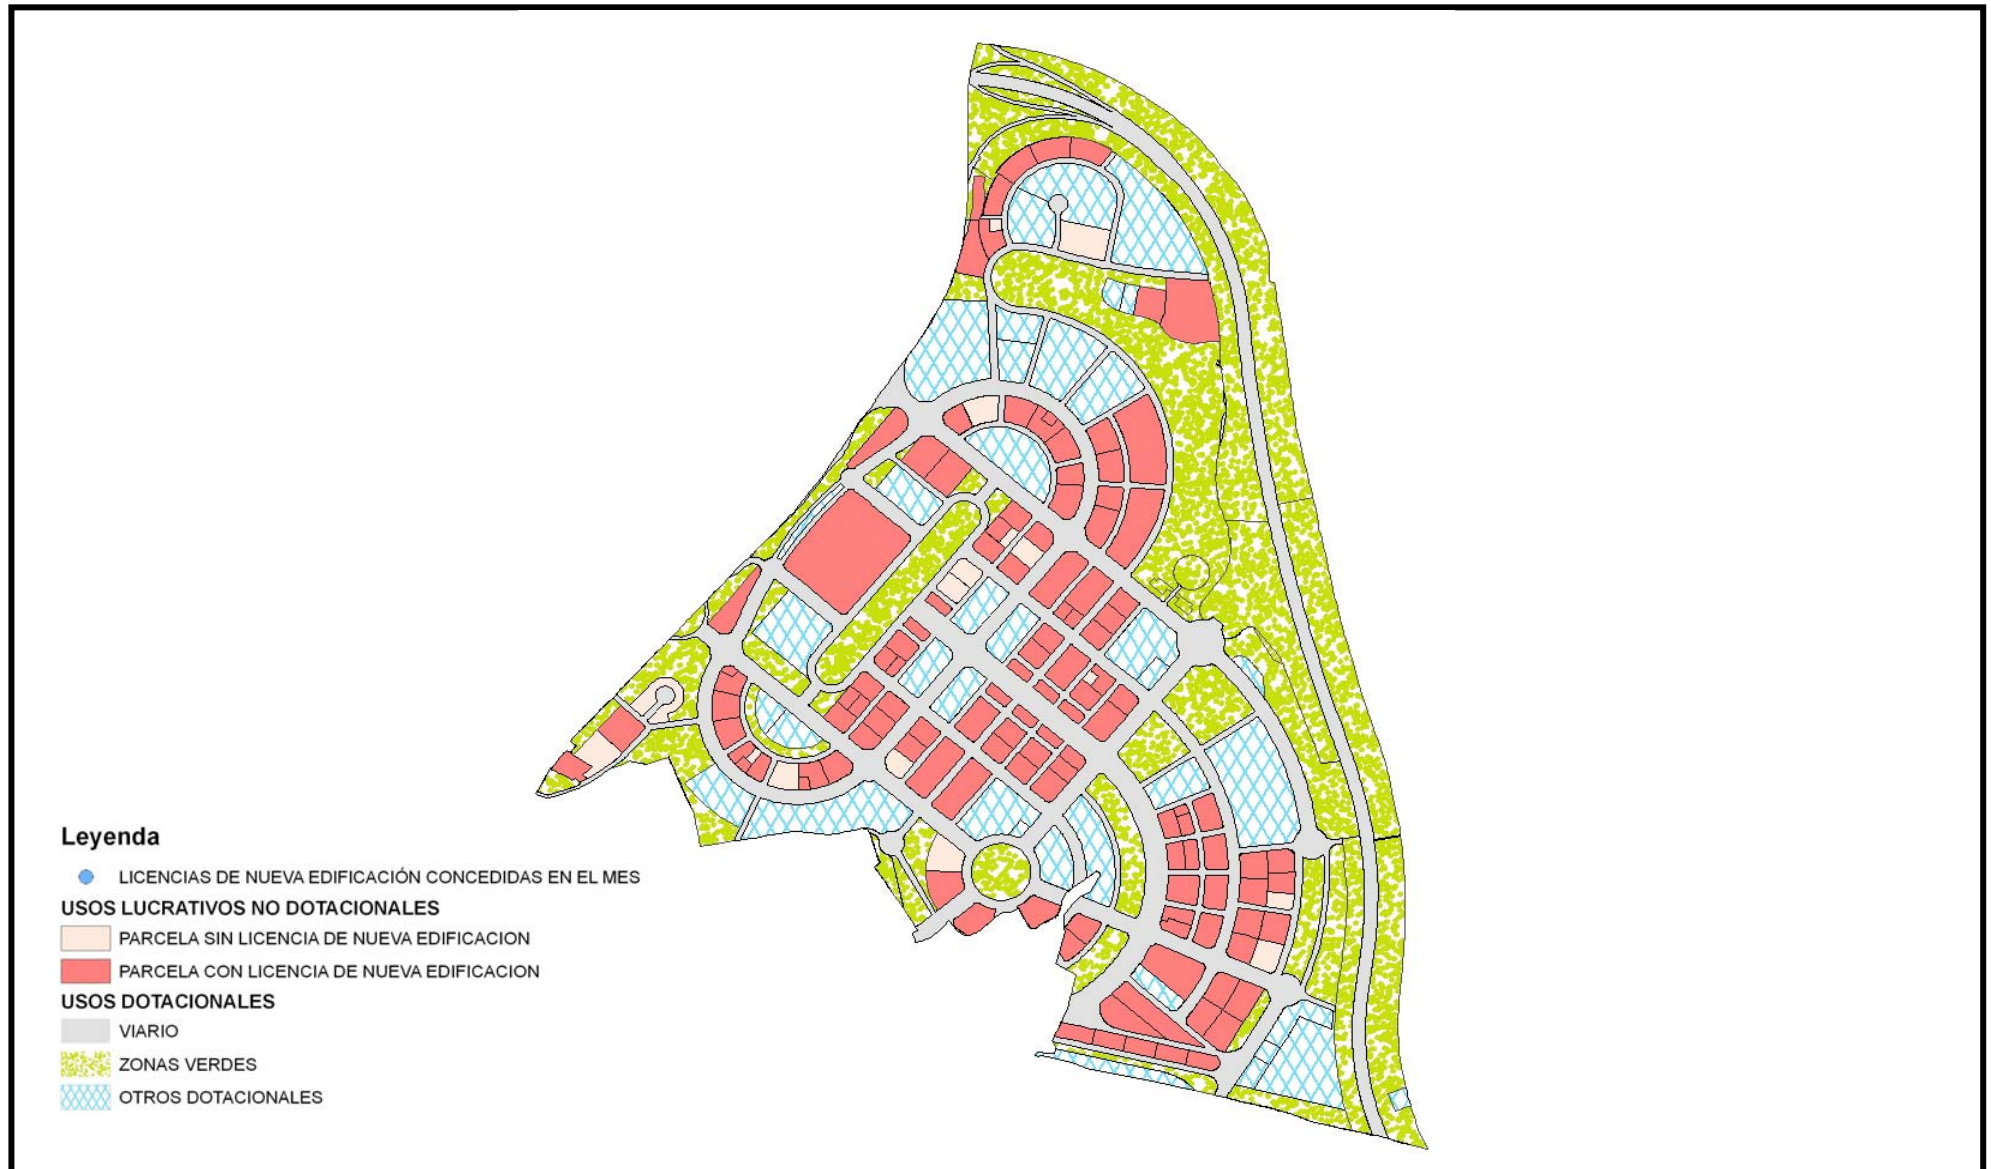 Leyenda
LICENCIAS DE NUEVA EDIFICACIÓN CONCEDIDAS EN EL MES
USOS LUCRATIVOS NO DOTACIONALES
PARCELA SIN LICENCIA DE NUEVA EDIFICACION
PARCELA CON LICENCIA DE NUEVA EDIFICACION
USOS DOTACIONALES
VIARIO
ZONAS VERDES
OTROS DOTACIONALES